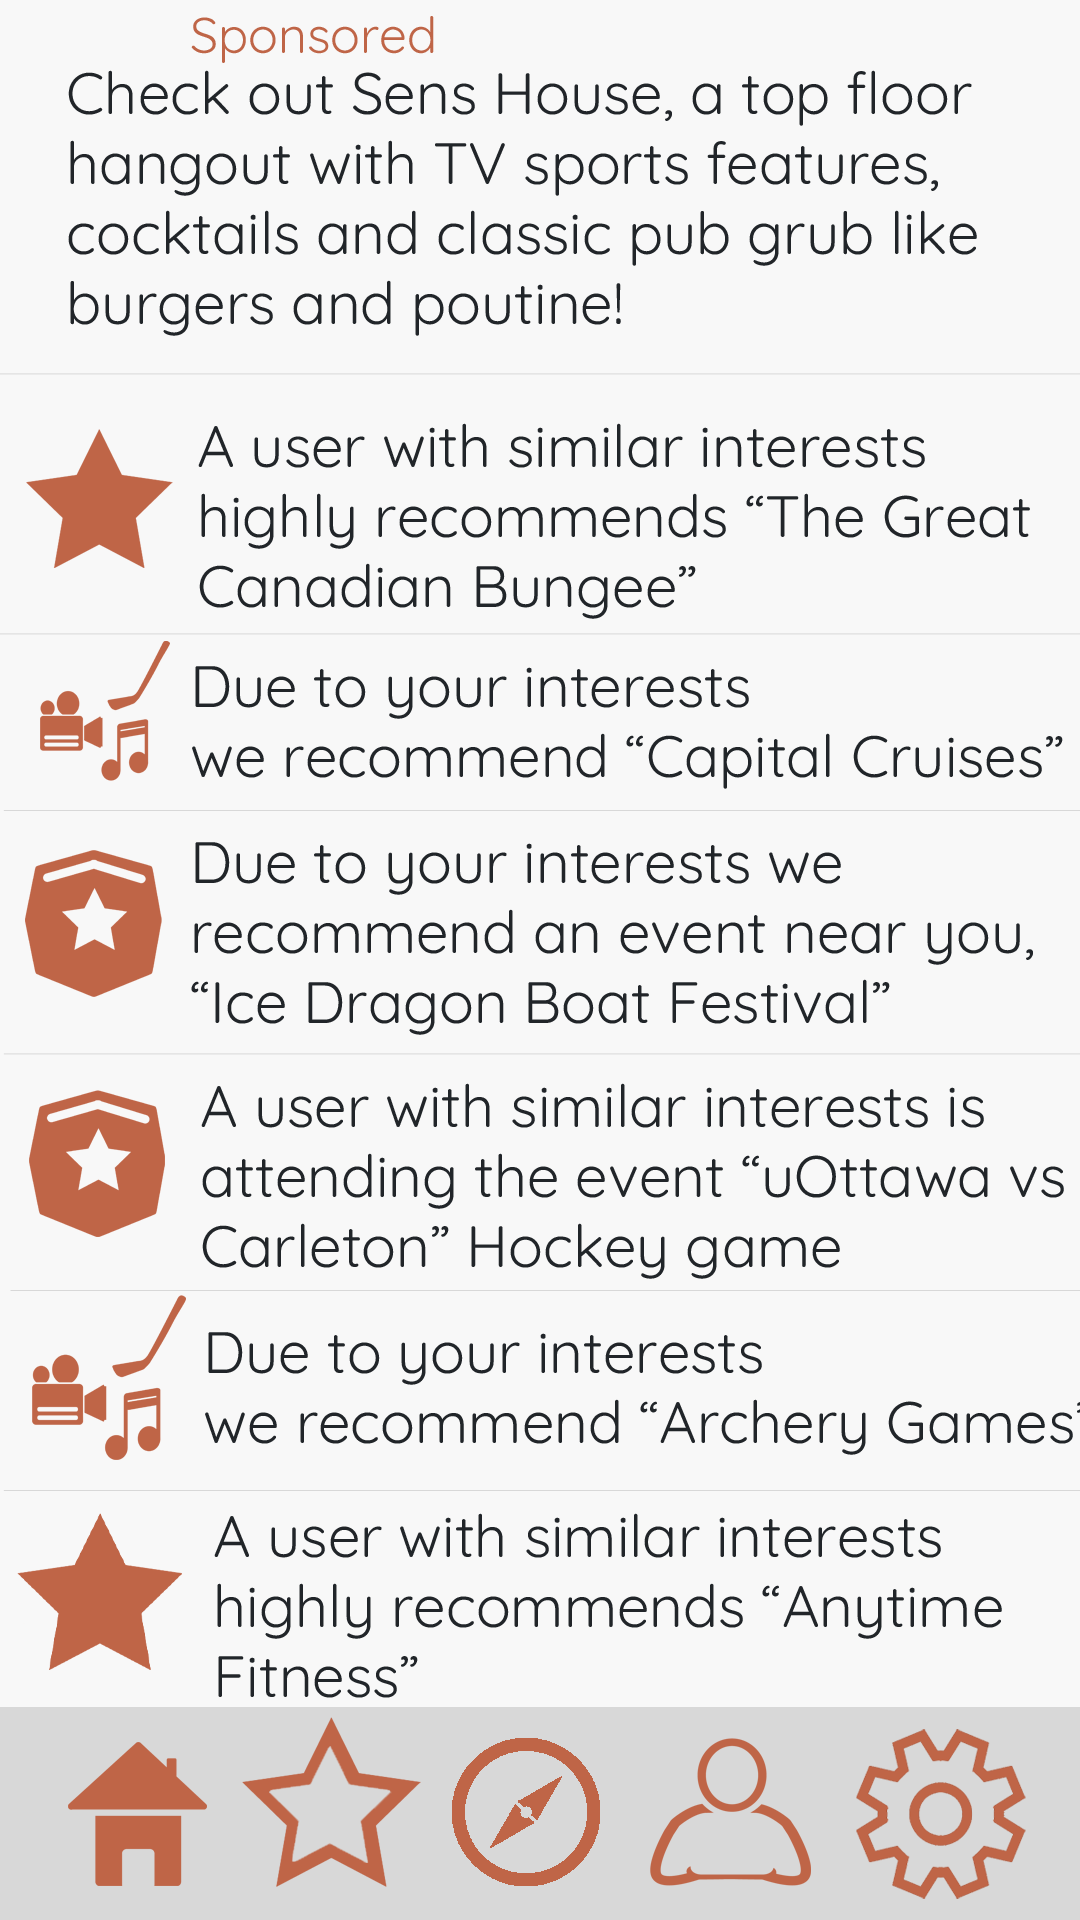 Sponsored
Check out Sens House, a top floor
hangout with TV sports features,
cocktails and classic pub grub like
burgers and poutine!
A user with similar interests
highly recommends “The Great
Canadian Bungee”
Due to your interests
we recommend “Capital Cruises”
Due to your interests we
recommend an event near you,
“Ice Dragon Boat Festival”
A user with similar interests is
attending the event “uOttawa vs
Carleton” Hockey game
Due to your interests
we recommend “Archery Games”
A user with similar interests
highly recommends “Anytime
Fitness”